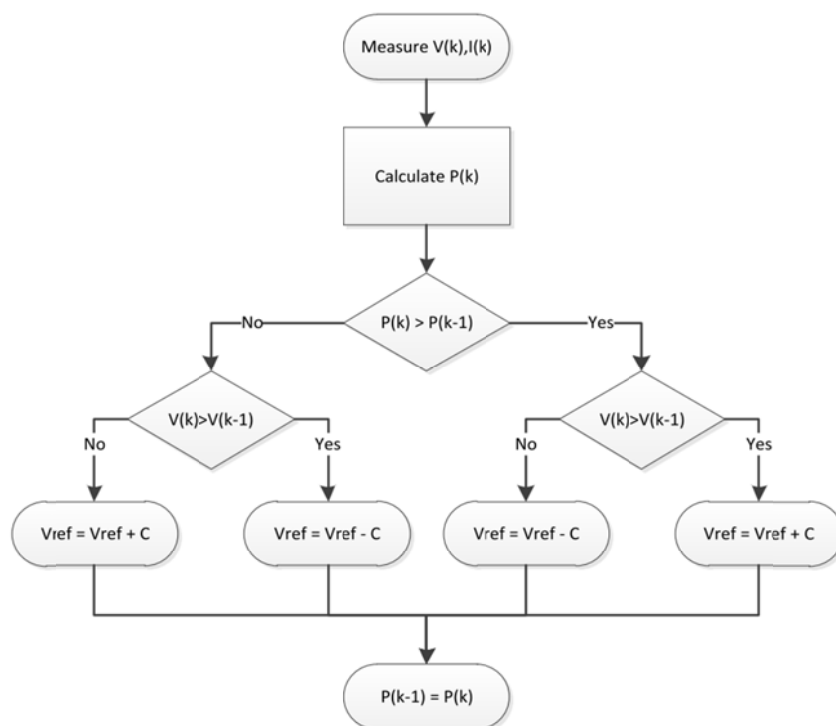 Measure V(k),I(k)
Calculate P(k)
P(k) > P(k-1)
No
Yes
V(k)>V(k-1)
V(k)>V(k-1)
No
Yes
No
Yes
Vref = Vref + C
Vref = Vref - C
Vref = Vref - C
Vref = Vref + C
P(k-1) = P(k)